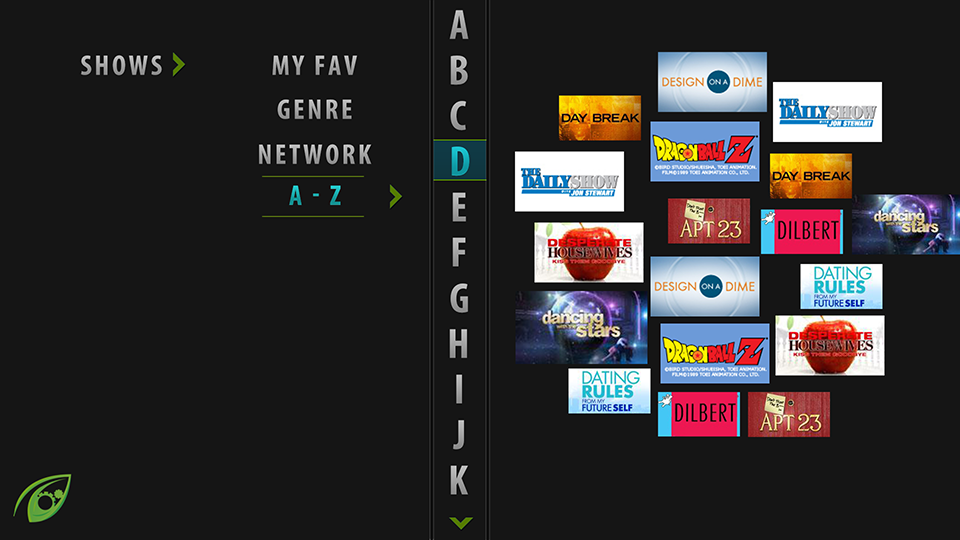 SHOWS
MY FAV
GENRE
NETWORK
A - Z
A
B
C
D
E
F
G
H
I
J
K
DESIGN ON A DIME
DAY BREAK
THE
DAILY SHOW
WITH JON STEWART
DRAGON BALL Z
©BIRD STUDIO/SHUEISHA, TOEI ANIMATION.
FILM©1989 TOEI ANIMATION CO., LTD.
THE
DAILY SHOW
WITH JON STEWART
DAY BREAK
APT 23
DILBERT
dancing
with the
stars
DESPERATE
HOUSEWIVES
KISS THEM GOODBYE
DESIGN ON A DIME
DATING
RULES
FROM MY
FUTURE SELF
dancing
with the
stars
DRAGON BALL Z
©BIRD STUDIO/SHUEISHA, TOEI ANIMATION.
FILM©1989 TOEI ANIMATION CO., LTD.
DESPERATE
HOUSEWIVES
KISS THEM GOODBYE
DATING
RULES
FROM MY
FUTURE SELF
DILBERT
APT 23